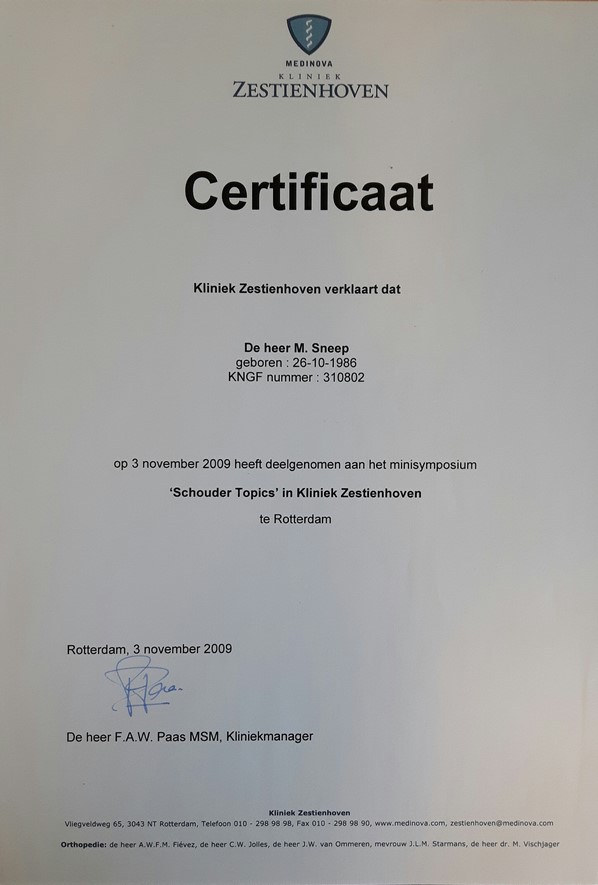 MEDINOVA
KLINIEK
ZESTIENHOVEN
Certificaat
Kliniek Zestienhoven verklaart dat
De heer M. Sneep
geboren : 26-10-1986
KNGF nummer : 310802
op 3 november 2009 heeft deelgenomen aan het minisymposium
‘Schouder Topics’ in Kliniek Zestienhoven
te Rotterdam
Rotterdam, 3 november 2009
De heer F.A.W. Paas MSM, Kliniekmanager
Kliniek Zestienhoven
Vliegveldweg 65, 3043 NT Rotterdam, Telefoon 010 - 298 98 98, Fax 010 - 298 98 90, www.medinova.com, zestienhoven@medinova.com
Orthopedie: de heer A.W.F.M. Fiévez, de heer C.W. Jolles, de heer J.W. van Ommeren, mevrouw J.L.M. Starmans, de heer dr. M. Vischjager